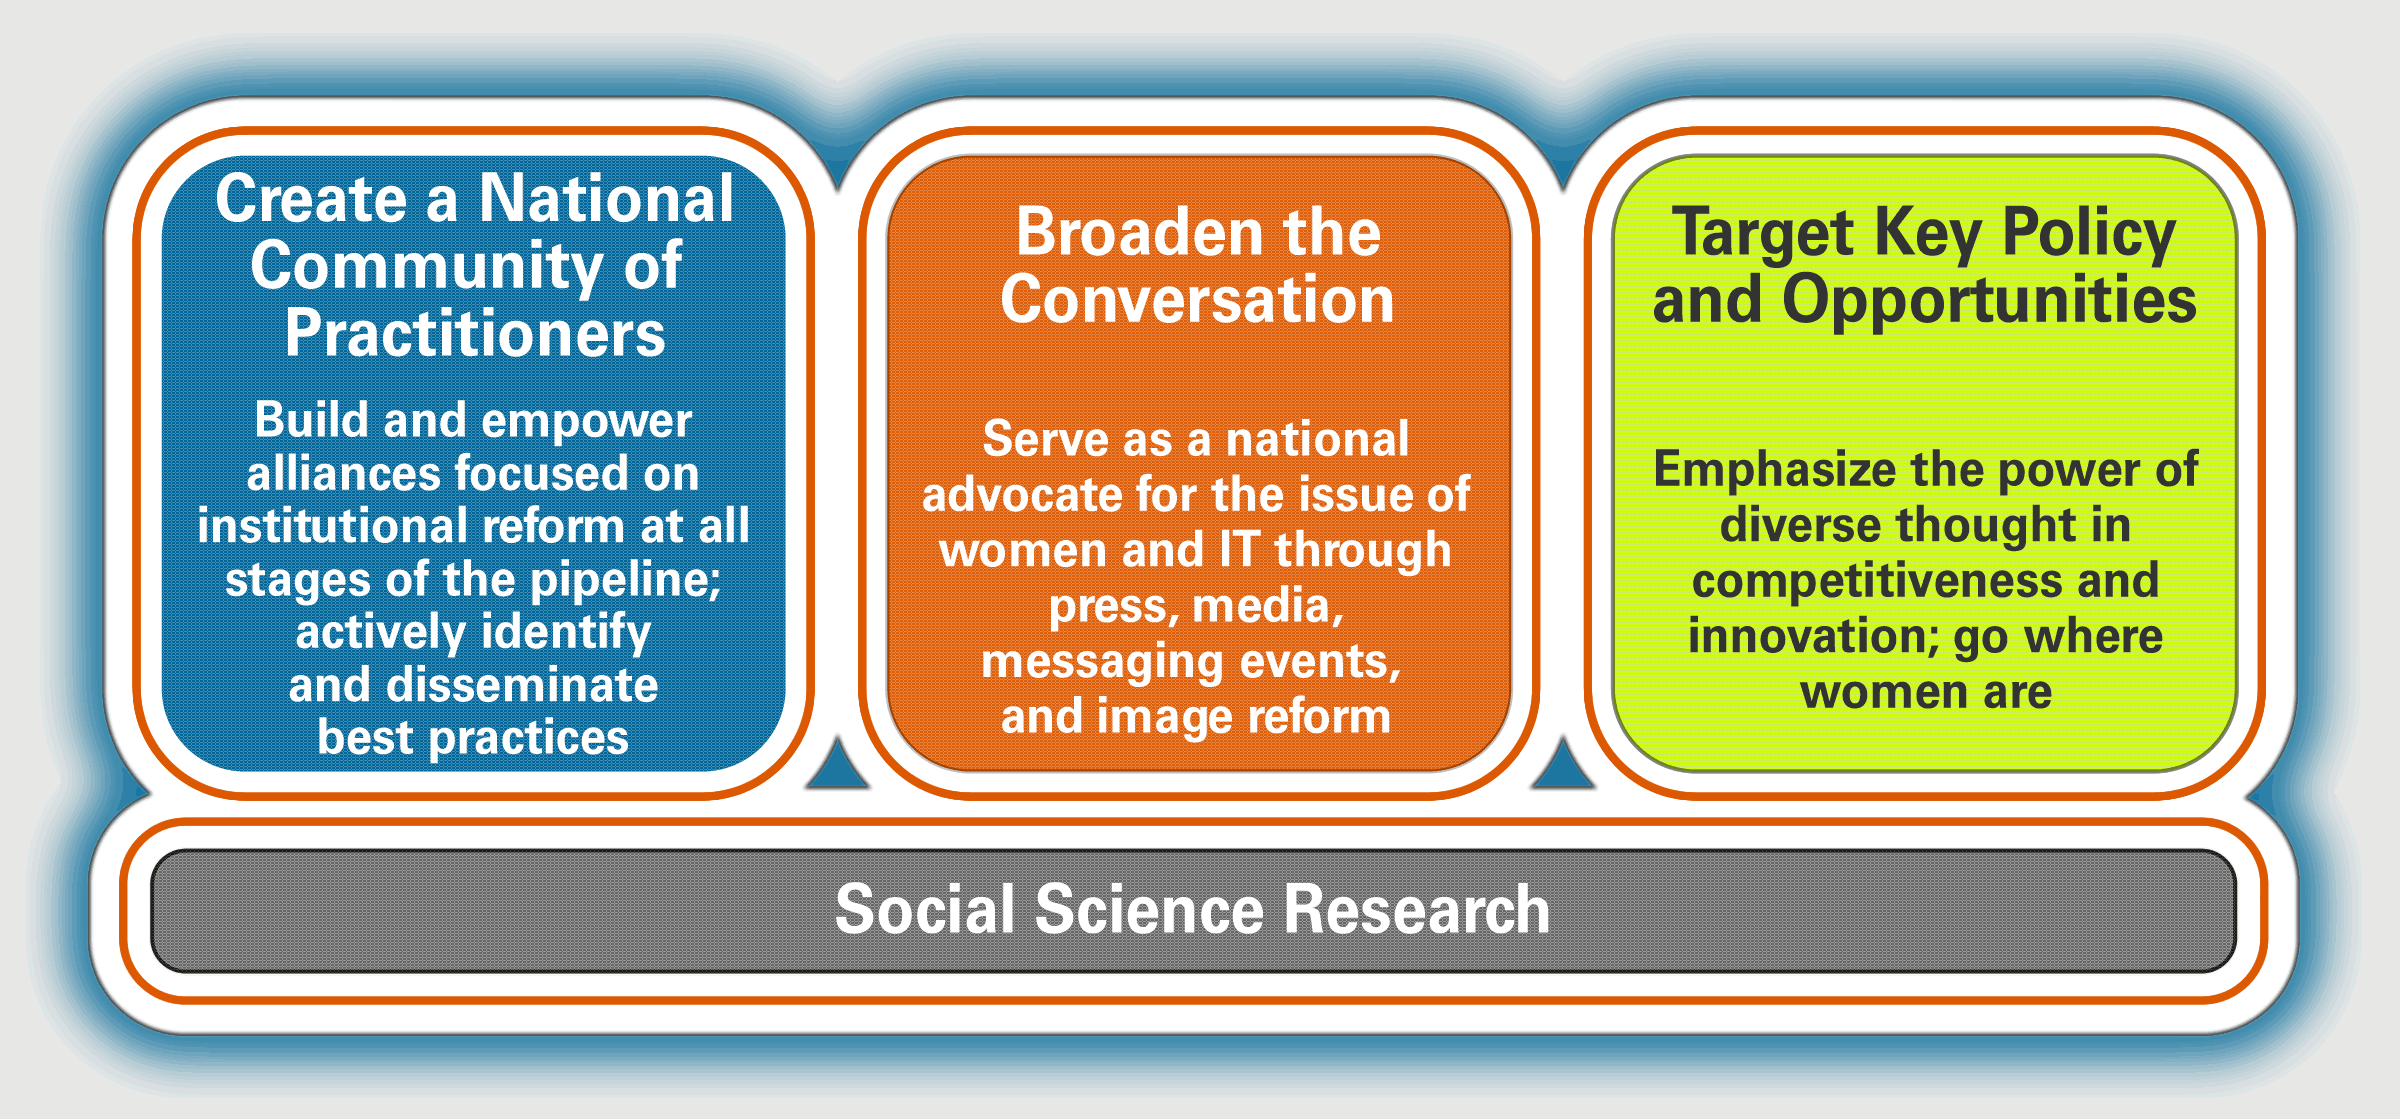 Create a National
Community of
Practitioners
Build and empower
alliances focused on
institutional reform at all
stages of the pipeline;
actively identify
and disseminate
best practices
Broaden the
Conversation
Serve as a national
advocate for the issue of
women and IT through
press, media,
messaging events,
and image reform
Target Key Policy
and Opportunities
Emphasize the power of
diverse thought in
competitiveness and
innovation; go where
women are
Social Science Research